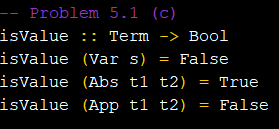 -- Problem 5.1 (c)
isValue :: Term -> Bool
isValue (Var s) = False
isValue (Abs t1 t2) = True
isValue (App t1 t2) = False